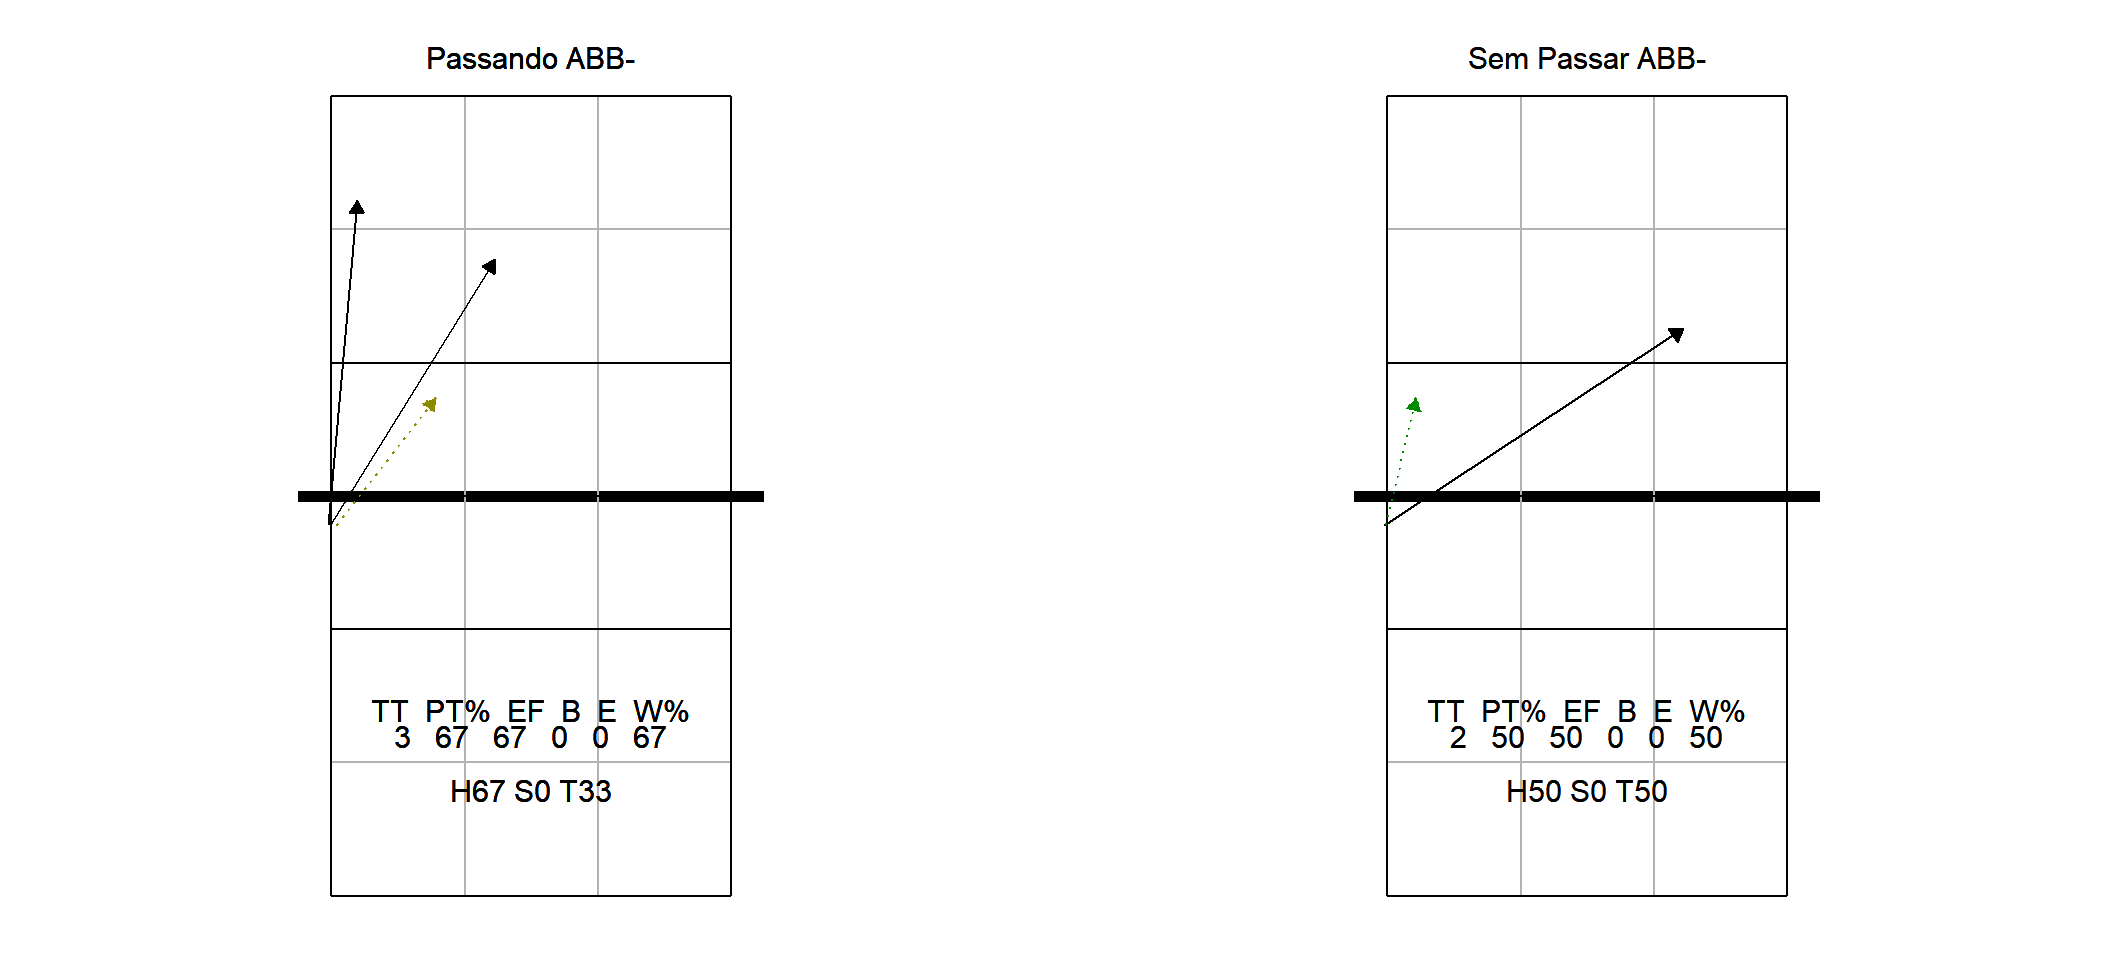 Passando ABB-
TT PT% EF B E W%
3 67 67 0 0 67
H67 S0 T33
Sem Passar ABB-
TT PT% EF B E W%
2 50 50 0 0 50
H50 S0 T50